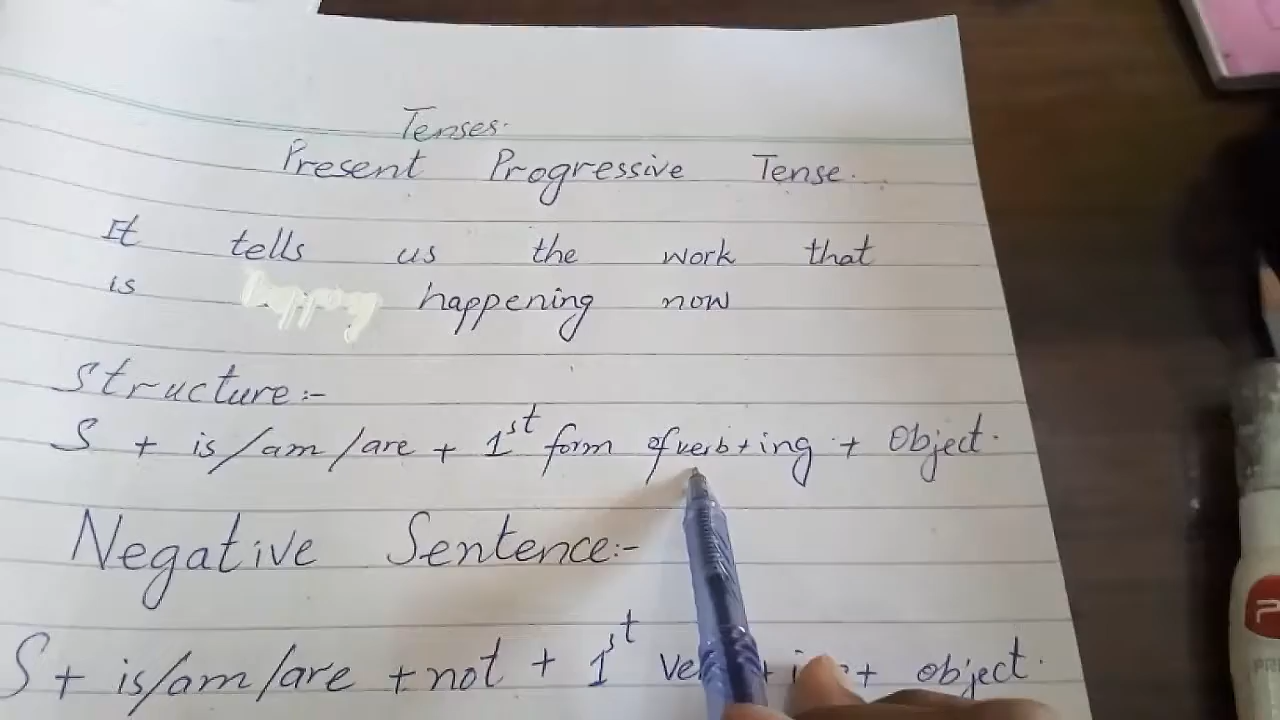 Tenses.
Present Progressive Tense.
It tells us the work that
is happening now
Structure:-
S + is/am/are + 1st form of verb+ing + Object.
Negative Sentence:-
S + is/am/are + not + 1st + object.